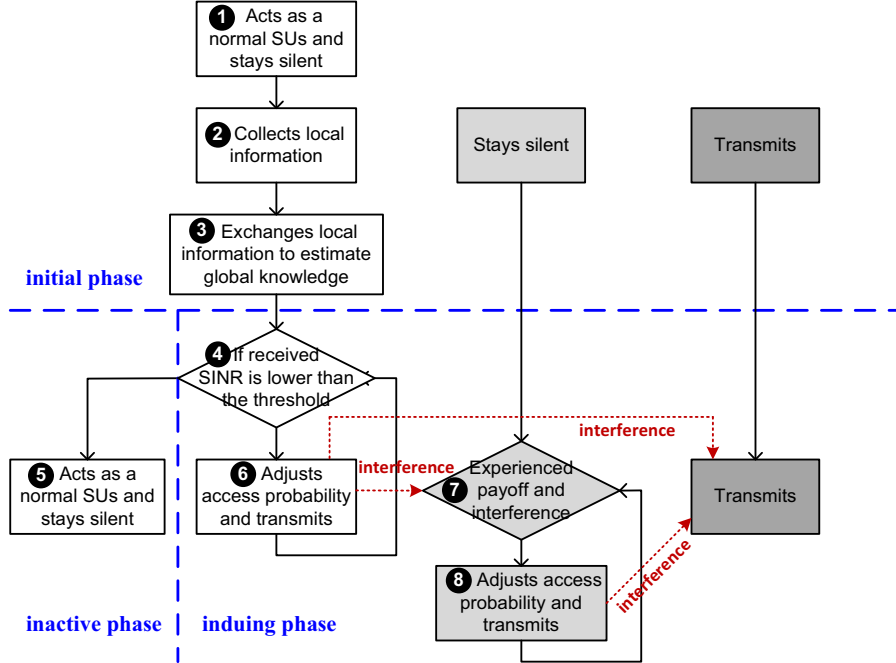 1 Acts as a
normal SUs and
stays silent
2 Collects local
information
Stays silent
Transmits
3 Exchanges local
information to estimate
global knowledge
initial phase
4 If received
SINR is lower than
the threshold
interference
5 Acts as a
normal SUs and
stays silent
6 Adjusts
access probability
and transmits
interference
Experienced
7 payoff and
interference
Transmits
8 Adjusts access
probability and
transmits
interference
inactive phase
induing phase